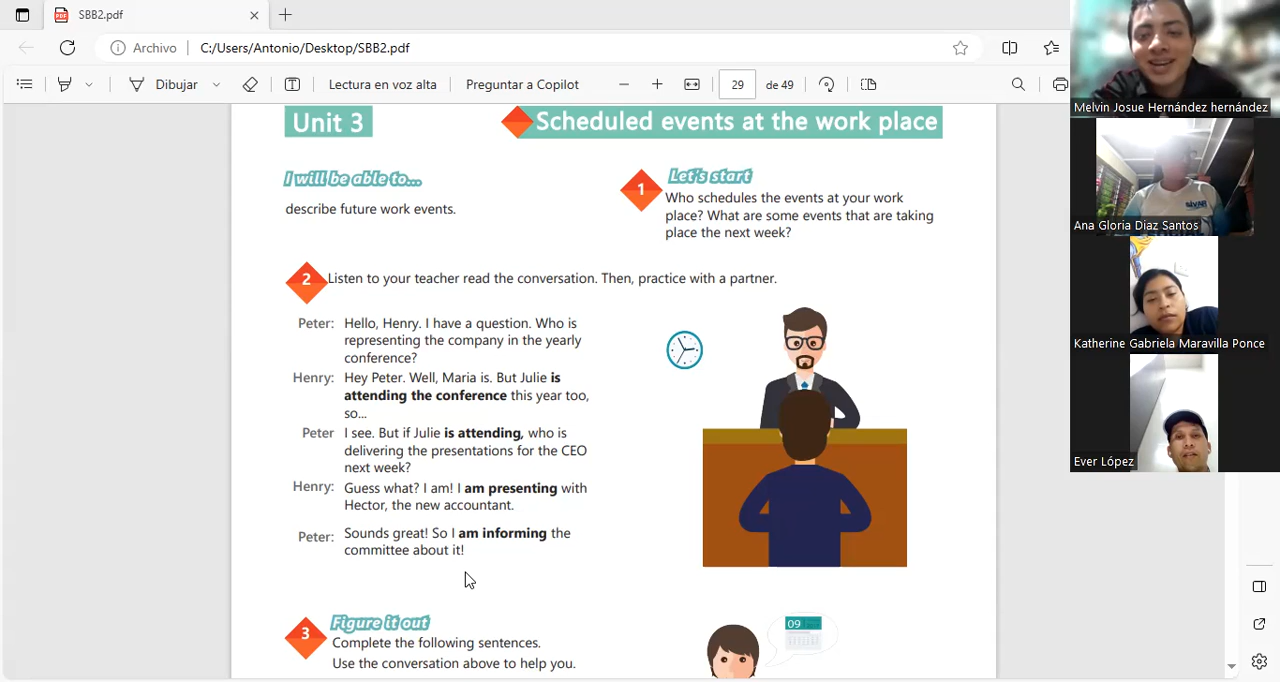 SBB2.pdf
Archivo
C:/Users/Antonio/Desktop/SBB2.pdf
Dibujar
Lectura en voz alta
Preguntar a Copilot
29
de 49
Unit 3
Scheduled events at the work place
I will be able to...
describe future work events.
1
Let's start
Who schedules the events at your work
place? What are some events that are taking
place the next week?
2
Listen to your teacher read the conversation. Then, practice with a partner.
Peter: Hello, Henry. I have a question. Who is
representing the company in the yearly
conference?
Henry: Hey Peter. Well, Maria is. But Julie is
attending the conference this year too,
so...
Peter I see. But if Julie is attending, who is
delivering the presentations for the CEO
next week?
Henry: Guess what? I am! I am presenting with
Hector, the new accountant.
Peter: Sounds great! So I am informing the
committee about it!
3
Figure it out
Complete the following sentences.
Use the conversation above to help you.
09
Melvin Josue Hernández hernández
SÍVAR
Ana Gloria Diaz Santos
Katherine Gabriela Maravilla Ponce
Ever López